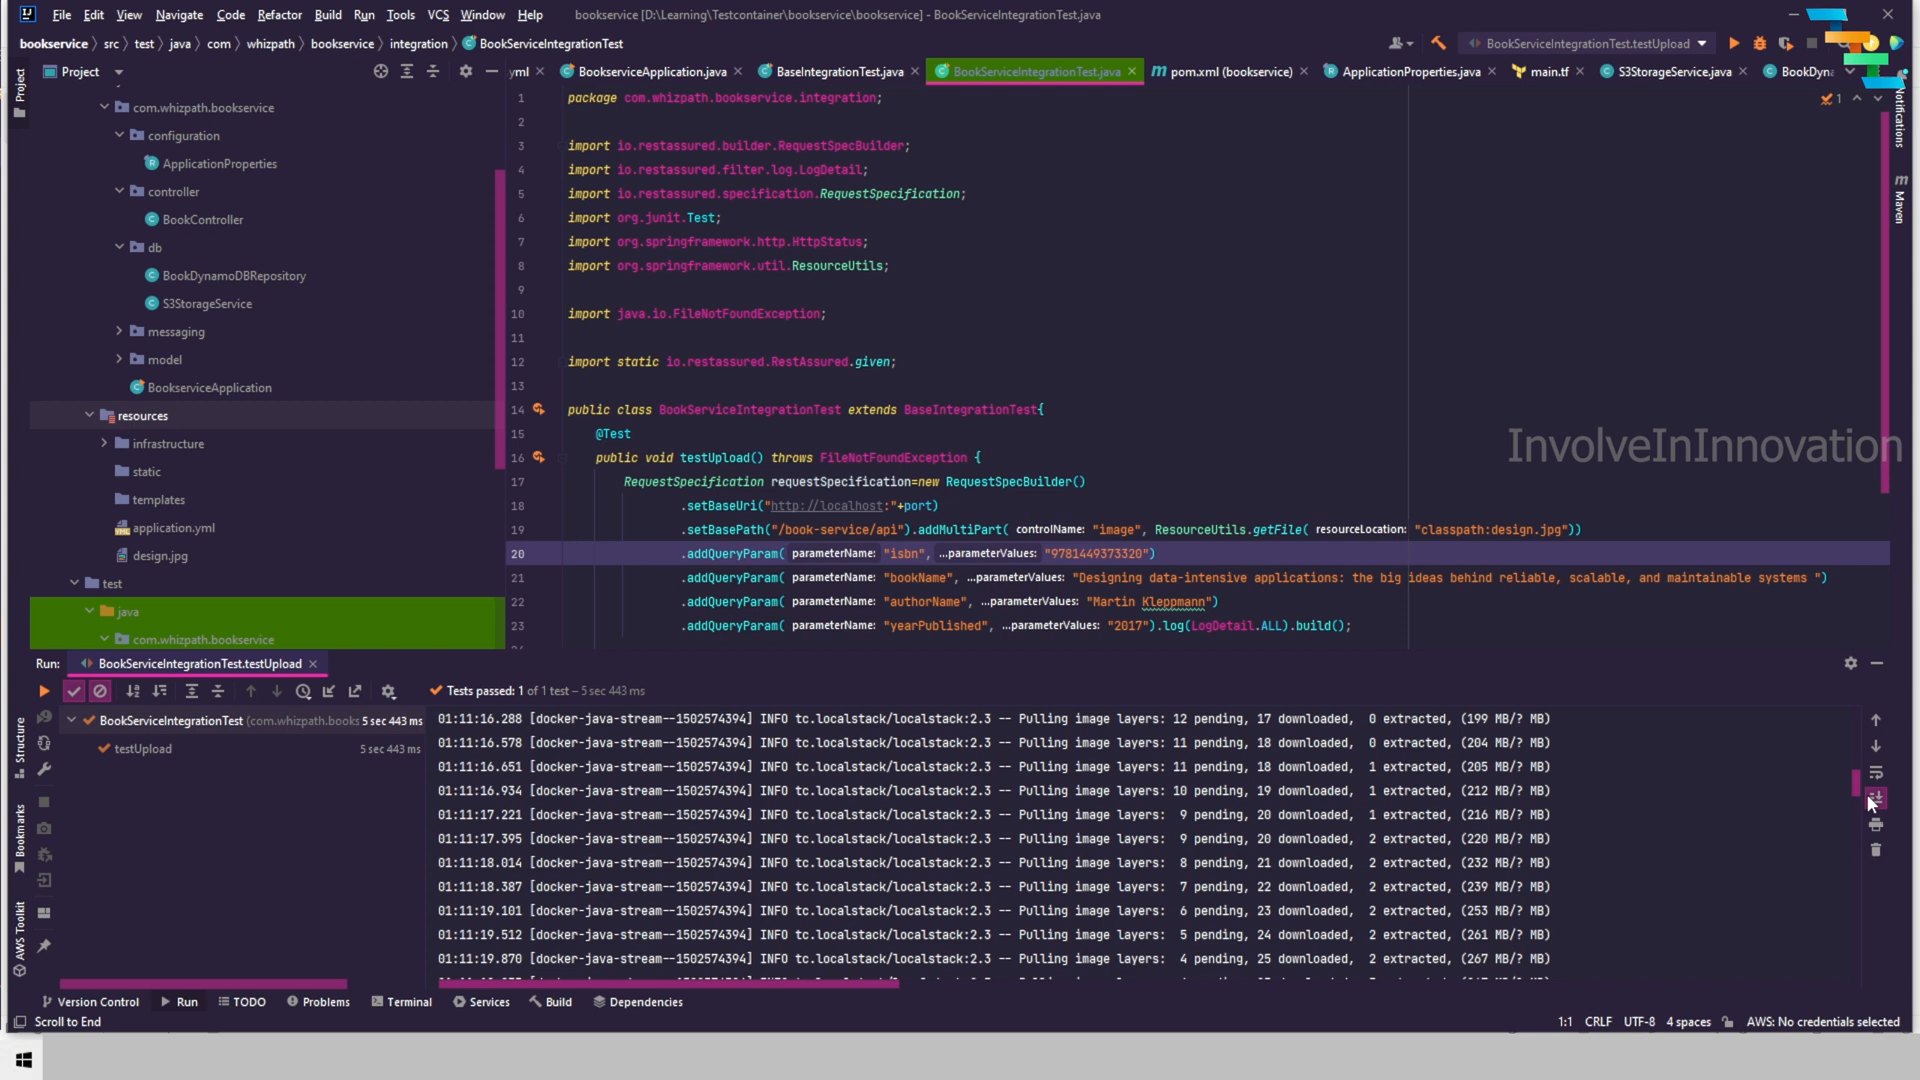 File Edit View Navigate Code Refactor Build Run Tools VCS Window Help bookservice [D:\Learning\Testcontainer\bookservice\bookservice] - BookServiceIntegrationTest.java
bookservice src test java com whizpath bookservice integration BookServiceIntegrationTest
BookServiceIntegrationTest.testUpload
Project
yml BookserviceApplication.java BaseIntegrationTest.java BookServiceIntegrationTest.java pom.xml (bookservice) ApplicationProperties.java main.tf S3StorageService.java BookDyna
com.whizpath.bookservice
configuration
ApplicationProperties
controller
BookController
db
BookDynamoDBRepository
S3StorageService
messaging
model
BookserviceApplication
resources
infrastructure
static
templates
application.yml
design.jpg
test
java
com.whizpath.bookservice
1 package com.whizpath.bookservice.integration;
2
3 import io.restassured.builder.RequestSpecBuilder;
4 import io.restassured.filter.log.LogDetail;
5 import io.restassured.specification.RequestSpecification;
6 import org.junit.Test;
7 import org.springframework.http.HttpStatus;
8 import org.springframework.util.ResourceUtils;
9
10 import java.io.FileNotFoundException;
11
12 import static io.restassured.RestAssured.given;
13
14 public class BookServiceIntegrationTest extends BaseIntegrationTest{
15 @Test
16 public void testUpload() throws FileNotFoundException {
17 RequestSpecification requestSpecification=new RequestSpecBuilder()
18 .setBaseUri("http://localhost:"+port)
19 .setBasePath("/book-service/api").addMultiPart( controlName: "image", ResourceUtils.getFile( resourceLocation: "classpath:design.jpg"))
20 .addQueryParam( parameterName: "isbn", ...parameterValues: "9781449373320")
21 .addQueryParam( parameterName: "bookName", ...parameterValues: "Designing data-intensive applications: the big ideas behind reliable, scalable, and maintainable systems ")
22 .addQueryParam( parameterName: "authorName", ...parameterValues: "Martin Kleppmann")
23 .addQueryParam( parameterName: "yearPublished", ...parameterValues: "2017").log(LogDetail.ALL).build();
1
InvolveInInnovation
Notifications
Maven
Project
Structure
Bookmarks
AWS Toolkit
Run: BookServiceIntegrationTest.testUpload
Tests passed: 1 of 1 test – 5 sec 443 ms
BookServiceIntegrationTest (com.whizpath.books 5 sec 443 ms
testUpload 5 sec 443 ms
01:11:16.288 [docker-java-stream--1502574394] INFO tc.localstack/localstack:2.3 -- Pulling image layers: 12 pending, 17 downloaded, 0 extracted, (199 MB/? MB)
01:11:16.578 [docker-java-stream--1502574394] INFO tc.localstack/localstack:2.3 -- Pulling image layers: 11 pending, 18 downloaded, 0 extracted, (204 MB/? MB)
01:11:16.651 [docker-java-stream--1502574394] INFO tc.localstack/localstack:2.3 -- Pulling image layers: 11 pending, 18 downloaded, 1 extracted, (205 MB/? MB)
01:11:16.934 [docker-java-stream--1502574394] INFO tc.localstack/localstack:2.3 -- Pulling image layers: 10 pending, 19 downloaded, 1 extracted, (212 MB/? MB)
01:11:17.221 [docker-java-stream--1502574394] INFO tc.localstack/localstack:2.3 -- Pulling image layers: 9 pending, 20 downloaded, 1 extracted, (216 MB/? MB)
01:11:17.395 [docker-java-stream--1502574394] INFO tc.localstack/localstack:2.3 -- Pulling image layers: 9 pending, 20 downloaded, 2 extracted, (220 MB/? MB)
01:11:18.014 [docker-java-stream--1502574394] INFO tc.localstack/localstack:2.3 -- Pulling image layers: 8 pending, 21 downloaded, 2 extracted, (232 MB/? MB)
01:11:18.387 [docker-java-stream--1502574394] INFO tc.localstack/localstack:2.3 -- Pulling image layers: 7 pending, 22 downloaded, 2 extracted, (239 MB/? MB)
01:11:19.101 [docker-java-stream--1502574394] INFO tc.localstack/localstack:2.3 -- Pulling image layers: 6 pending, 23 downloaded, 2 extracted, (253 MB/? MB)
01:11:19.512 [docker-java-stream--1502574394] INFO tc.localstack/localstack:2.3 -- Pulling image layers: 5 pending, 24 downloaded, 2 extracted, (261 MB/? MB)
01:11:19.870 [docker-java-stream--1502574394] INFO tc.localstack/localstack:2.3 -- Pulling image layers: 4 pending, 25 downloaded, 2 extracted, (267 MB/? MB)
Version Control Run TODO Problems Terminal Services Build Dependencies
Scroll to End 1:1 CRLF UTF-8 4 spaces AWS: No credentials selected